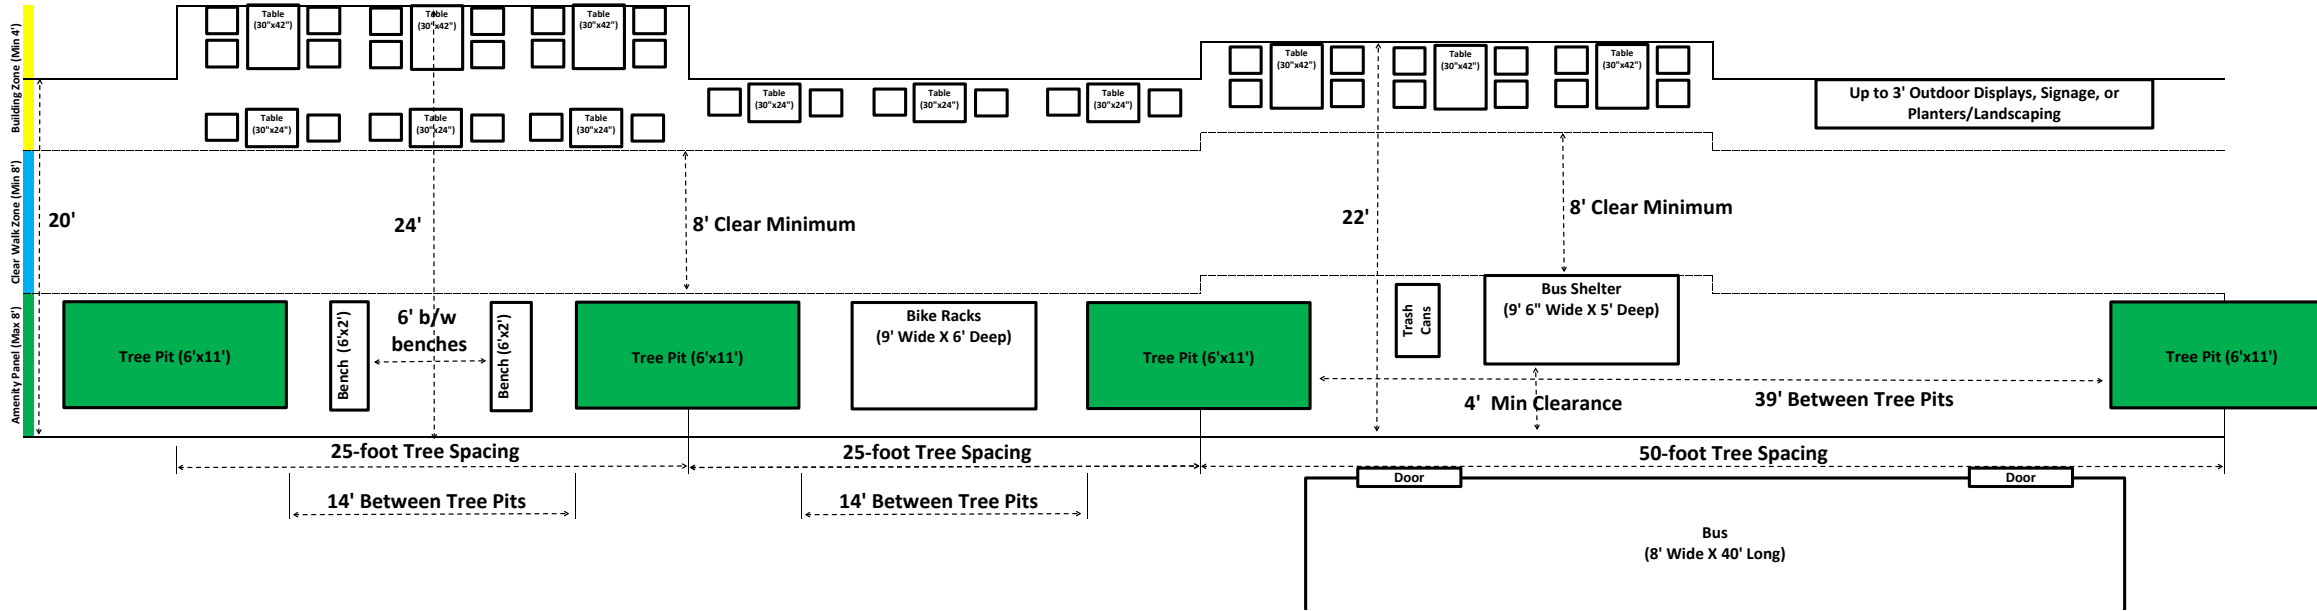 Building Zone (Min 4')
Clear Walk Zone (Min 8')
Amenity Panel (Max 8')
Table
(30"x42")
Table
(30"x42")
Table
(30"x42")
Table
(30"x24")
Table
(30"x24")
Table
(30"x24")
Table
(30"x24")
Table
(30"x24")
Table
(30"x24")
Table
(30"x42")
Table
(30"x42")
Table
(30"x42")
Up to 3' Outdoor Displays, Signage, or
Planters/Landscaping
20'
24'
8' Clear Minimum
22'
8' Clear Minimum
Tree Pit (6'x11')
Bench (6'x2')
6' b/w
benches
Bench (6'x2')
Tree Pit (6'x11')
Bike Racks
(9' Wide X 6' Deep)
Tree Pit (6'x11')
Trash
Cans
Bus Shelter
(9' 6" Wide X 5' Deep)
4' Min Clearance
39' Between Tree Pits
Tree Pit (6'x11')
25-foot Tree Spacing
25-foot Tree Spacing
50-foot Tree Spacing
14' Between Tree Pits
14' Between Tree Pits
Door
Door
Bus
(8' Wide X 40' Long)